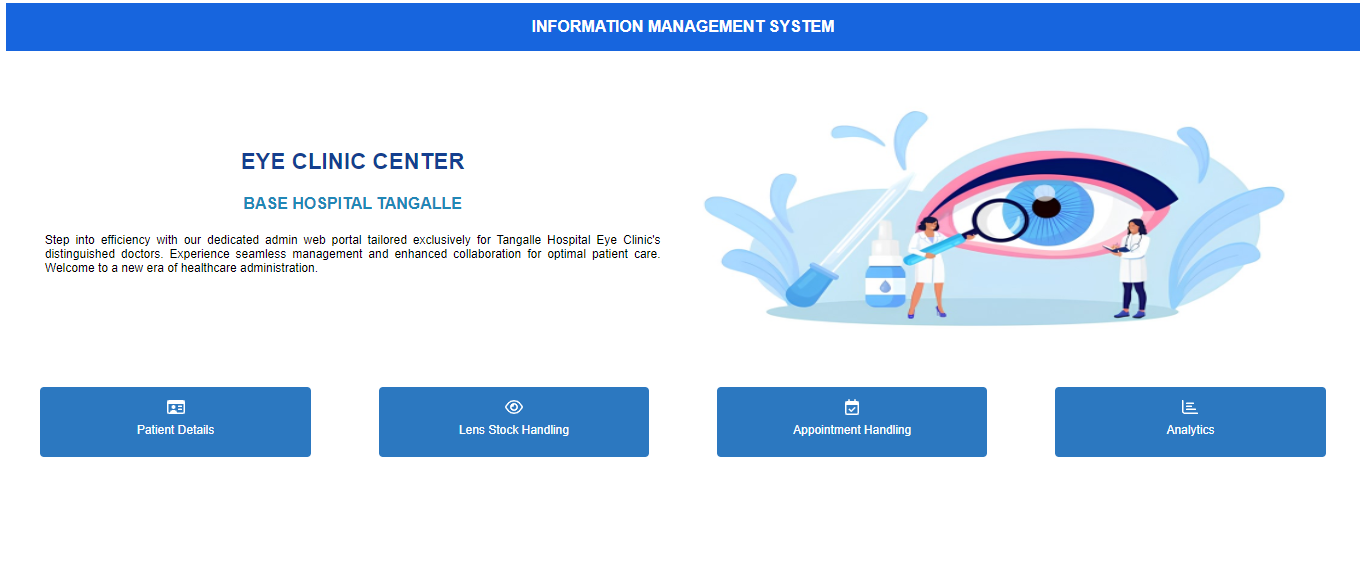 INFORMATION MANAGEMENT SYSTEM
EYE CLINIC CENTER
BASE HOSPITAL TANGALLE
Step into efficiency with our dedicated admin web portal tailored exclusively for Tangalle Hospital Eye Clinic's
distinguished doctors. Experience seamless management and enhanced collaboration for optimal patient care.
Welcome to a new era of healthcare administration.
Patient Details
Lens Stock Handling
Appointment Handling
Analytics